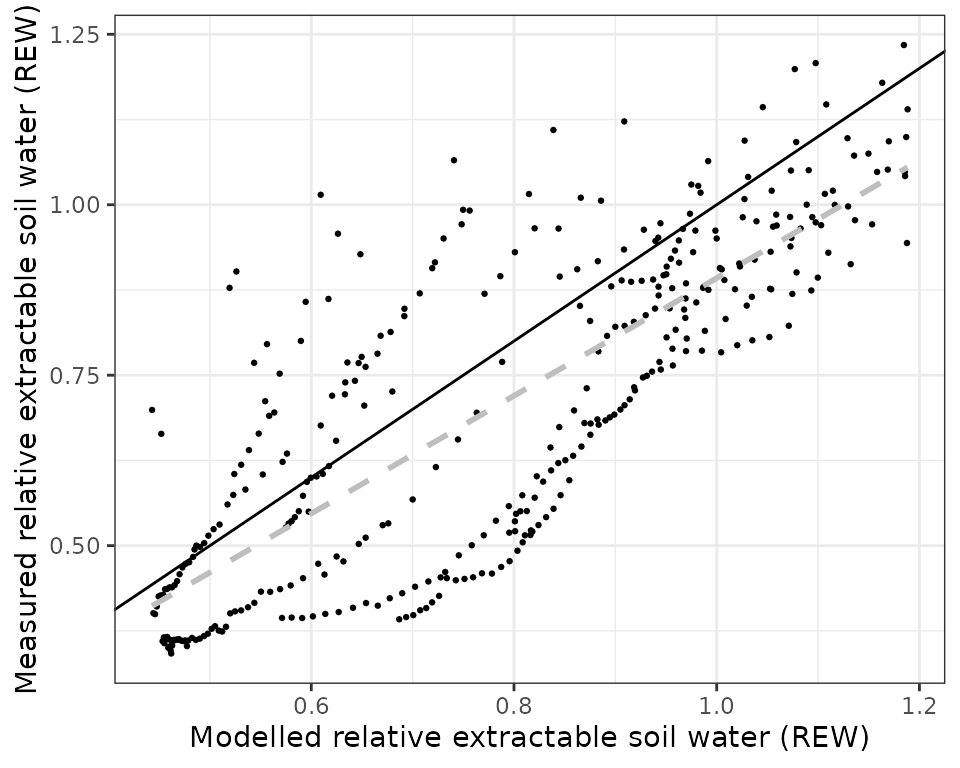 Measured relative extractable soil water (REW)
1.25
1.00
0.75
0.50
0.6 0.8 1.0 1.2
Modelled relative extractable soil water (REW)